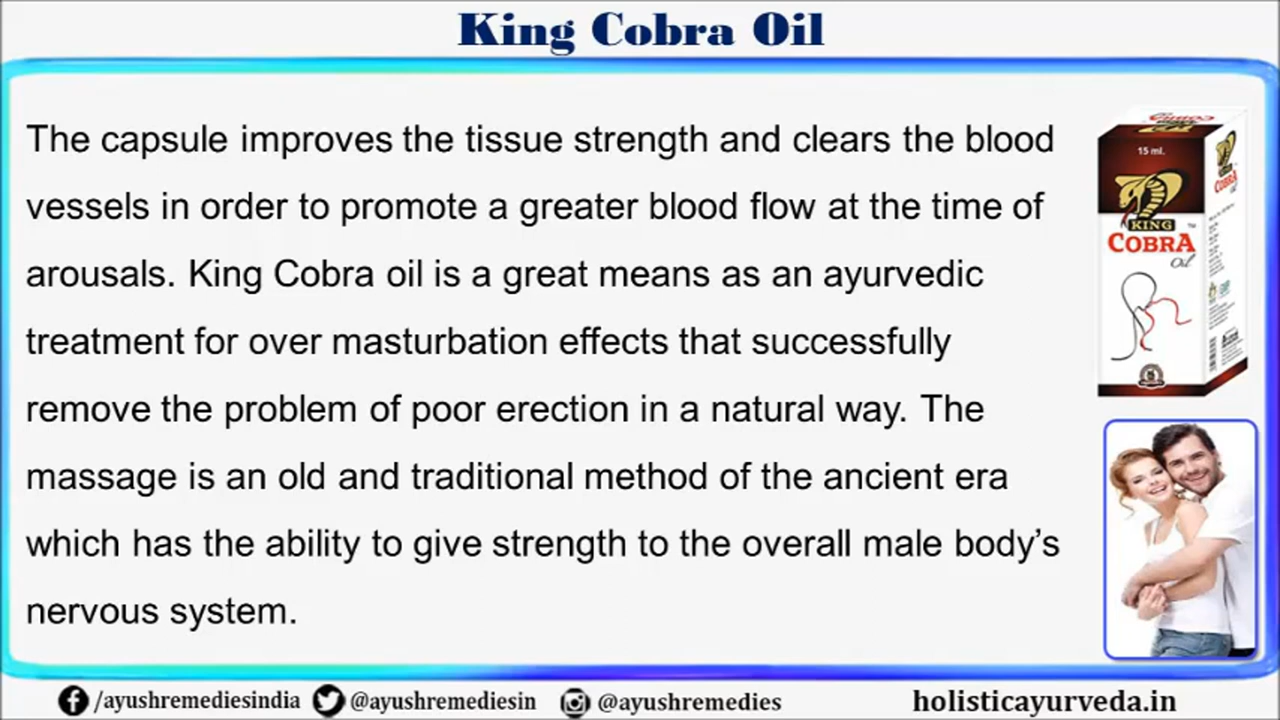 King Cobra Oil
The capsule improves the tissue strength and clears the blood
vessels in order to promote a greater blood flow at the time of
arousals. King Cobra oil is a great means as an ayurvedic
treatment for over masturbation effects that successfully
remove the problem of poor erection in a natural way. The
massage is an old and traditional method of the ancient era
which has the ability to give strength to the overall male body’s
nervous system.
15 ml.
KING
COBRA
Oil
COBRA
/ayushremediesindia @ayushremediesin @ayushremedies holisticayurveda.in